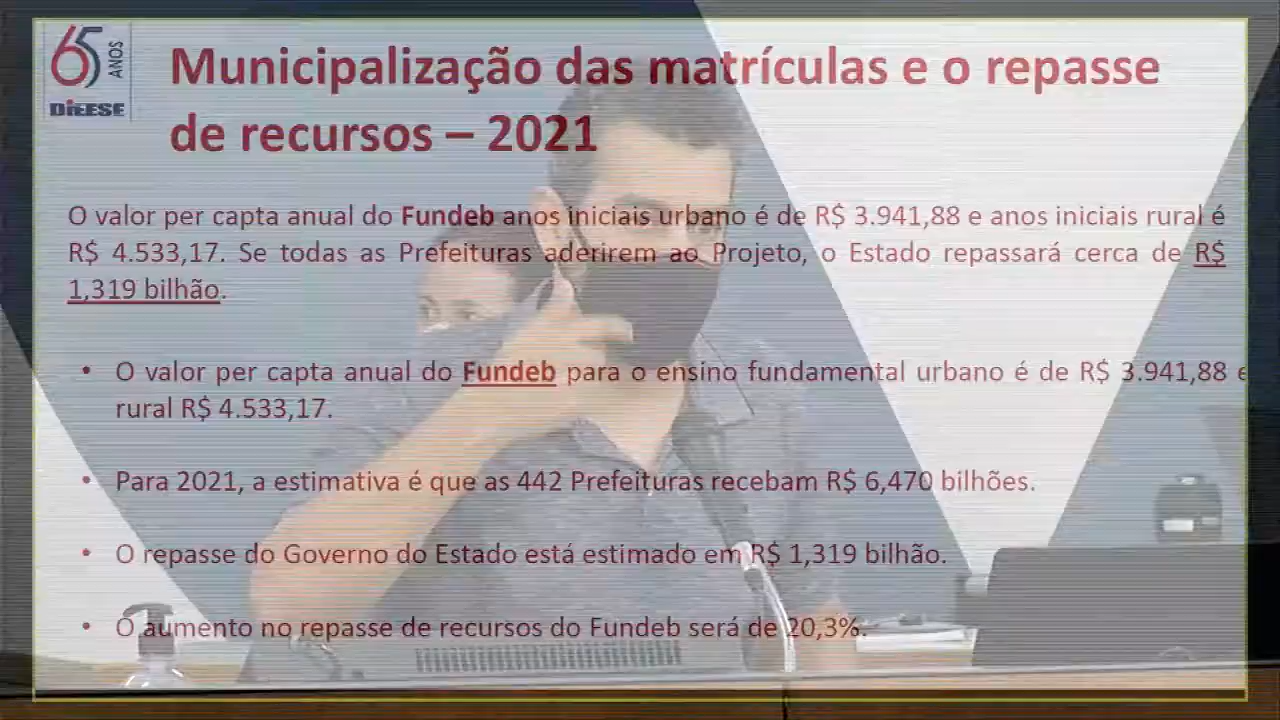 65
ANOS
DIEESE
Municipalização das matrículas e o repasse
de recursos – 2021
O valor per capta anual do Fundeb anos iniciais urbano é de R$ 3.941,88 e anos iniciais rural é
R$ 4.533,17. Se todas as Prefeituras aderirem ao Projeto, o Estado repassará cerca de R$
1,319 bilhão.
• O valor per capta anual do Fundeb para o ensino fundamental urbano é de R$ 3.941,88 e
rural R$ 4.533,17.
• Para 2021, a estimativa é que as 442 Prefeituras recebam R$ 6,470 bilhões.
• O repasse do Governo do Estado está estimado em R$ 1,319 bilhão.
• O aumento no repasse de recursos do Fundeb será de 20,3%.